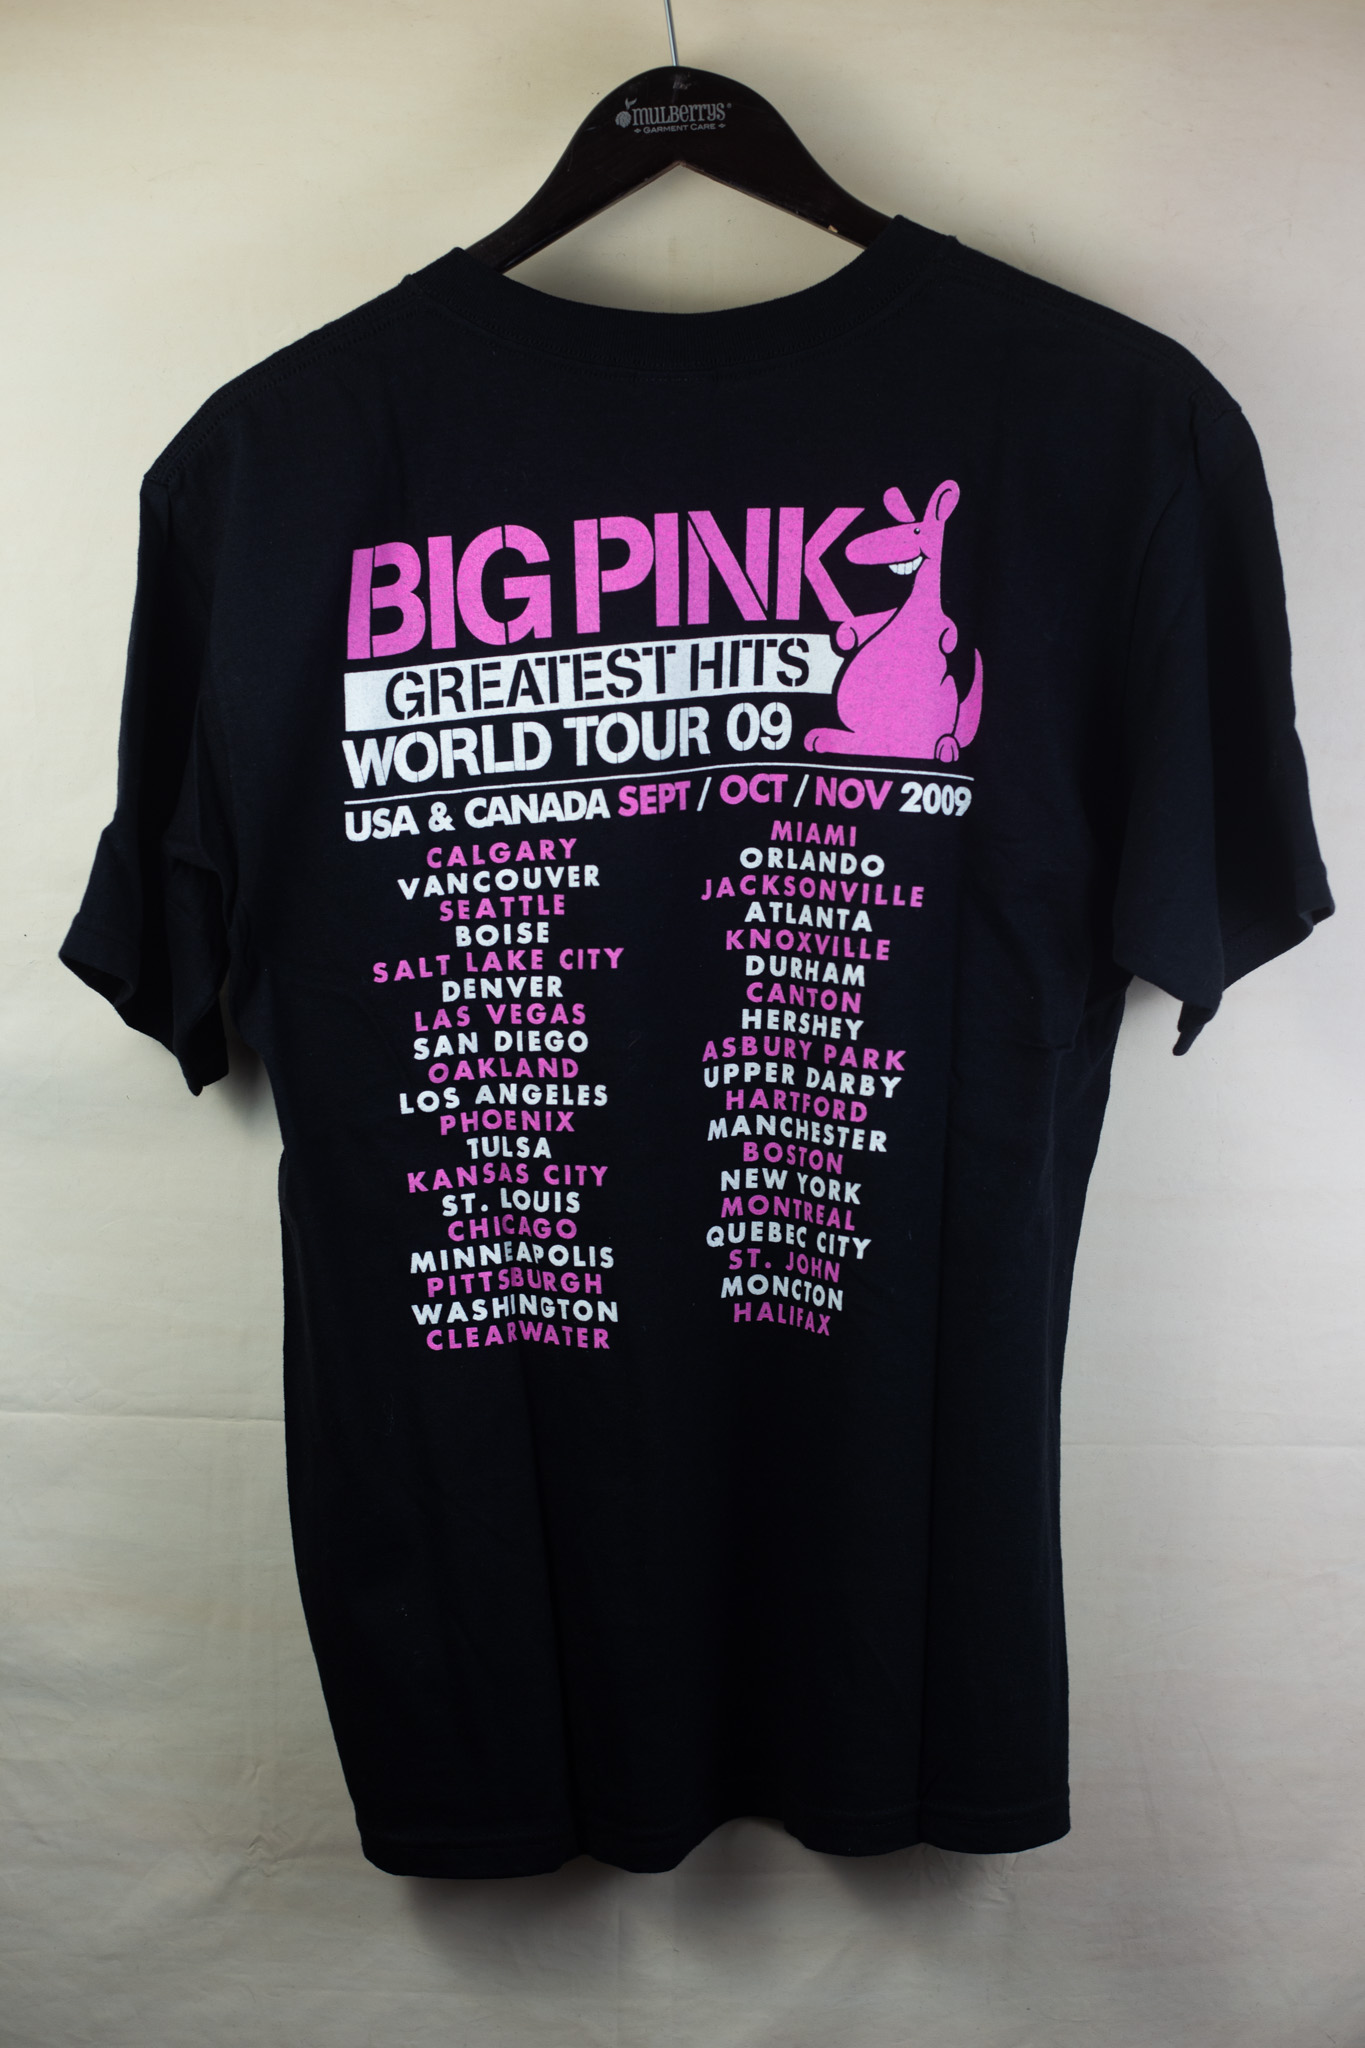 mulberrys
GARMENT CARE
BIG PINK
GREATEST HITS
WORLD TOUR 09
USA & CANADA SEPT / OCT / NOV 2009
CALGARY
VANCOUVER
SEATTLE
BOISE
SALT LAKE CITY
DENVER
LAS VEGAS
SAN DIEGO
OAKLAND
LOS ANGELES
PHOENIX
TULSA
KANSAS CITY
ST. LOUIS
CHICAGO
MINNEAPOLIS
PITTSBURGH
WASHINGTON
CLEARWATER
MIAMI
ORLANDO
JACKSONVILLE
ATLANTA
KNOXVILLE
DURHAM
CANTON
HERSHEY
ASBURY PARK
UPPER DARBY
HARTFORD
MANCHESTER
BOSTON
NEW YORK
MONTREAL
QUEBEC CITY
ST. JOHN
MONCTON
HALIFAX